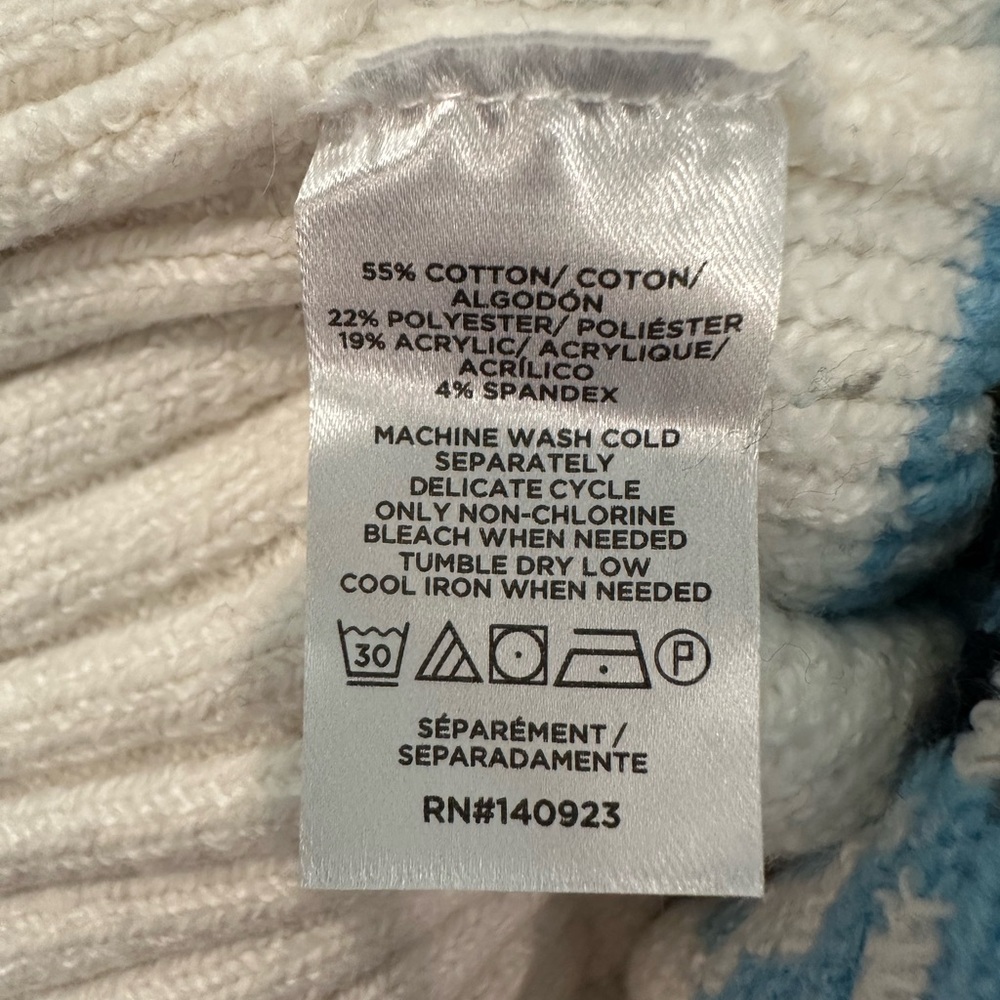 55% COTTON/ COTON/
ALGODÓN
22% POLYESTER/ POLIÉSTER
19% ACRYLIC/ ACRYLIQUE/
ACRÍLICO
4% SPANDEX
MACHINE WASH COLD
SEPARATELY
DELICATE CYCLE
ONLY NON-CHLORINE
BLEACH WHEN NEEDED
TUMBLE DRY LOW
COOL IRON WHEN NEEDED
30 P
SÉPARÉMENT /
SEPARADAMENTE
RN#140923